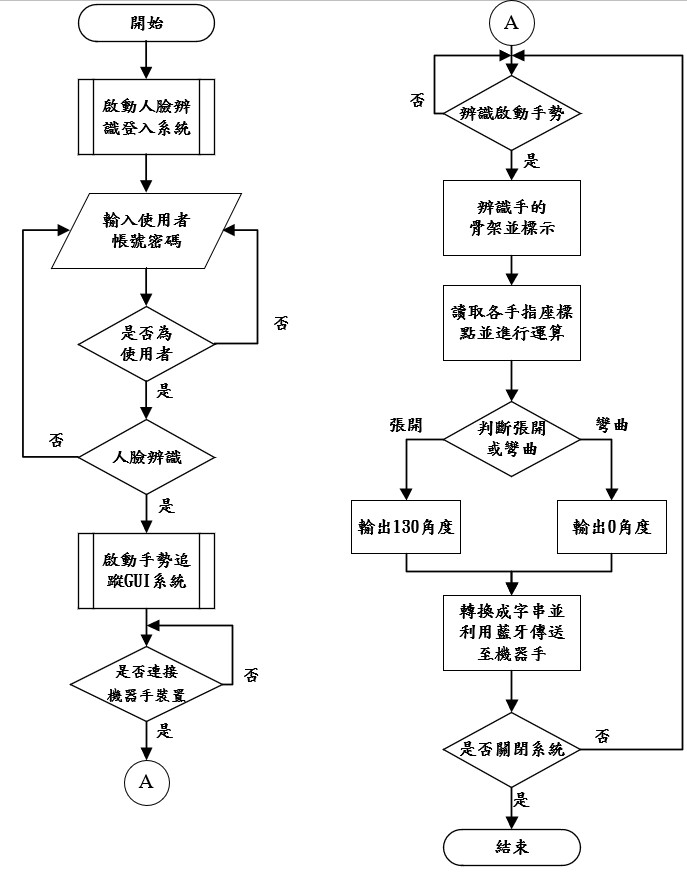 開始
啟動人臉辨
識登入系統
輸入使用者
帳號密碼
是否為
使用者
否
是
人臉辨識
否
是
啟動手勢追
蹤GUI系統
是否連接
機器手裝置
否
是
A
A
辨識啟動手勢
否
是
辨識手的
骨架並標示
讀取各手指座標
點並進行運算
判斷張開
或彎曲
張開
彎曲
輸出130角度
輸出0角度
轉換成字串並
利用藍牙傳送
至機器手
是否關閉系統
否
是
結束